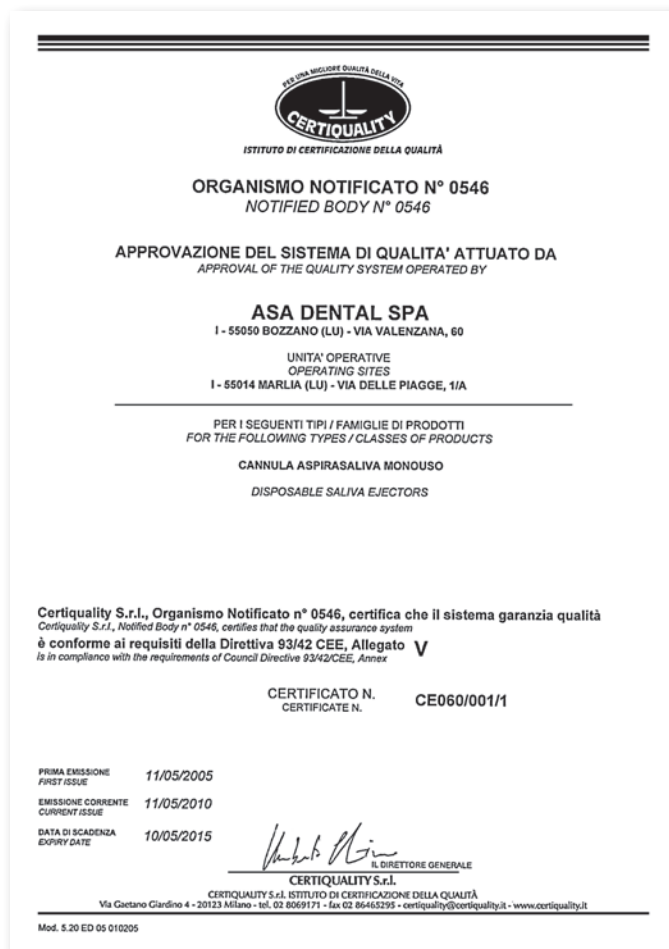 PER UNA MIGLIORE QUALITÀ DELLA VITA
CERTIQUALITY
ISTITUTO DI CERTIFICAZIONE DELLA QUALITÀ
ORGANISMO NOTIFICATO N° 0546
NOTIFIED BODY N° 0546
APPROVAZIONE DEL SISTEMA DI QUALITA' ATTUATO DA
APPROVAL OF THE QUALITY SYSTEM OPERATED BY
ASA DENTAL SPA
I - 55050 BOZZANO (LU) - VIA VALENZANA, 60
UNITA' OPERATIVE
OPERATING SITES
I - 55014 MARLIA (LU) - VIA DELLE PIAGGE, 1/A
PER I SEGUENTI TIPI / FAMIGLIE DI PRODOTTI
FOR THE FOLLOWING TYPES / CLASSES OF PRODUCTS
CANNULA ASPIRASALIVA MONOUSO
DISPOSABLE SALIVA EJECTORS
Certiquality S.r.l., Organismo Notificato n° 0546, certifica che il sistema garanzia qualità
Certiquality S.r.l., Notified Body n° 0546, certifies that the quality assurance system
è conforme ai requisiti della Direttiva 93/42 CEE, Allegato V
is in compliance with the requirements of Council Directive 93/42/CEE, Annex
CERTIFICATO N. CE060/001/1
CERTIFICATE N.
PRIMA EMISSIONE 11/05/2005
FIRST ISSUE
EMISSIONE CORRENTE 11/05/2010
CURRENT ISSUE
DATA DI SCADENZA 10/05/2015
EXPIRY DATE
IL DIRETTORE GENERALE
CERTIQUALITY S.r.l.
CERTIQUALITY S.r.l. ISTITUTO DI CERTIFICAZIONE DELLA QUALITÀ
Via Gaetano Giardino 4 - 20123 Milano - tel. 02 8069171 - fax 02 86465295 - certiquality@certiquality.it - www.certiquality.it
Mod. 5.20 ED 05 010205